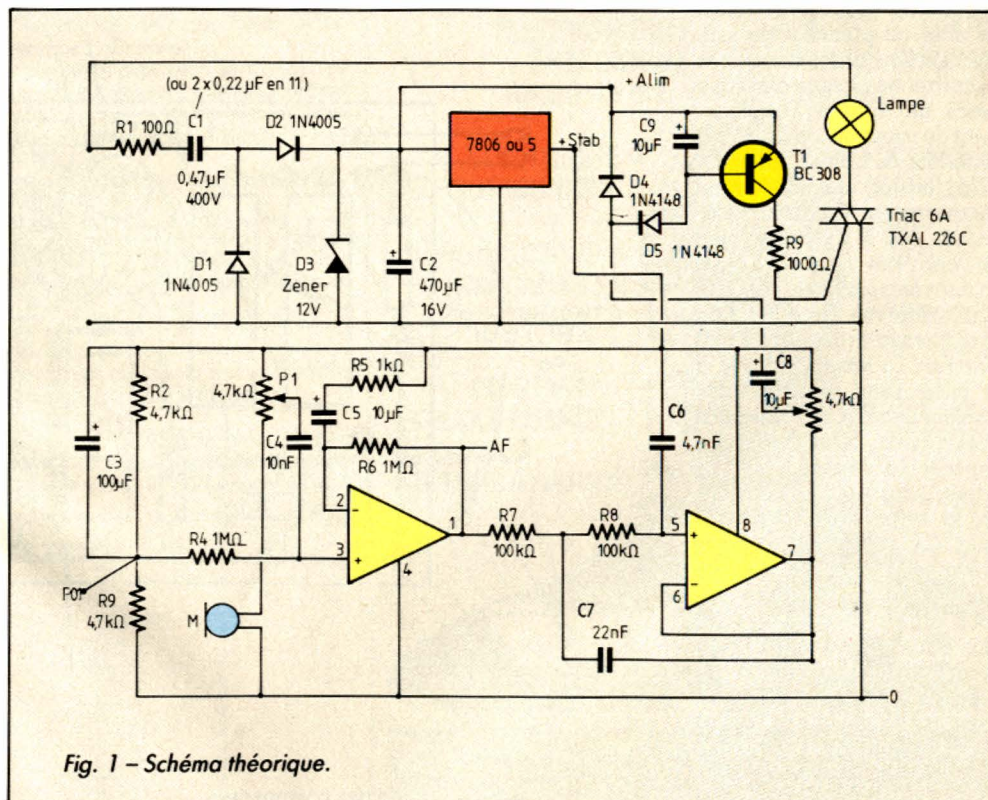 (ou 2 x 0,22 µF en 11)
+ Alim
Lampe
R1 100Ω
C1
D2 1N4005
7806 ou 5
+Stab
C9
10µF
T1
BC 308
0,47µF
400V
D4
1N4148
Triac 6A
TXAL 226 C
D1
1N4005
D3
Zener
12V
C2
470µF
16V
D5 1N4148
R9
1000Ω
R2
4,7kΩ
4,7kΩ
P1
R5 1kΩ
C8
10µF
4,7kΩ
C3
100µF
C4
10nF
C5
10µF
R6 1MΩ
AF
C6
4,7nF
2
-
1
R7
100kΩ
R8
100kΩ
5
+
8
7
R4 1MΩ
3
+
4
6
-
R9
4,7kΩ
M
C7
22nF
0
Fig. 1 – Schéma théorique.